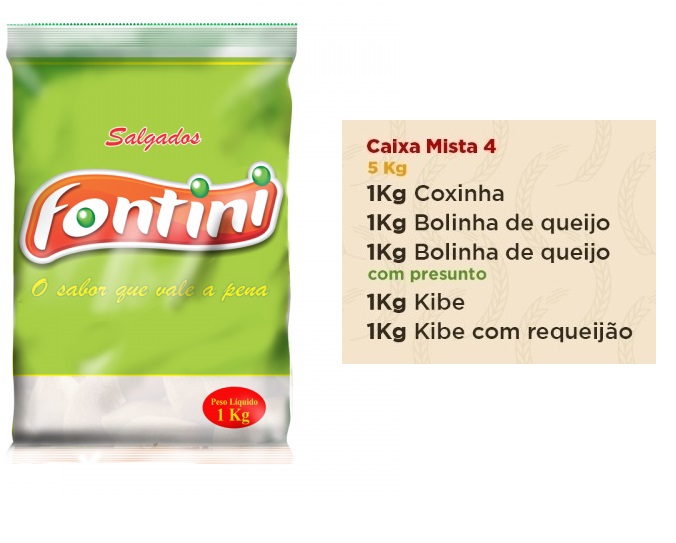 Salgados
fontini
O sabor que vale a pena
Peso Líquido
1 Kg
Caixa Mista 4
5 Kg
1Kg Coxinha
1Kg Bolinha de queijo
1Kg Bolinha de queijo
com presunto
1Kg Kibe
1Kg Kibe com requeijão